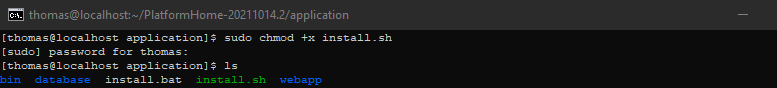 thomas@localhost:~/PlatformHome-20211014.2/application
[thomas@localhost application]$ sudo chmod +x install.sh
[sudo] password for thomas:
[thomas@localhost application]$ ls
bin  database  install.bat  install.sh  webapp